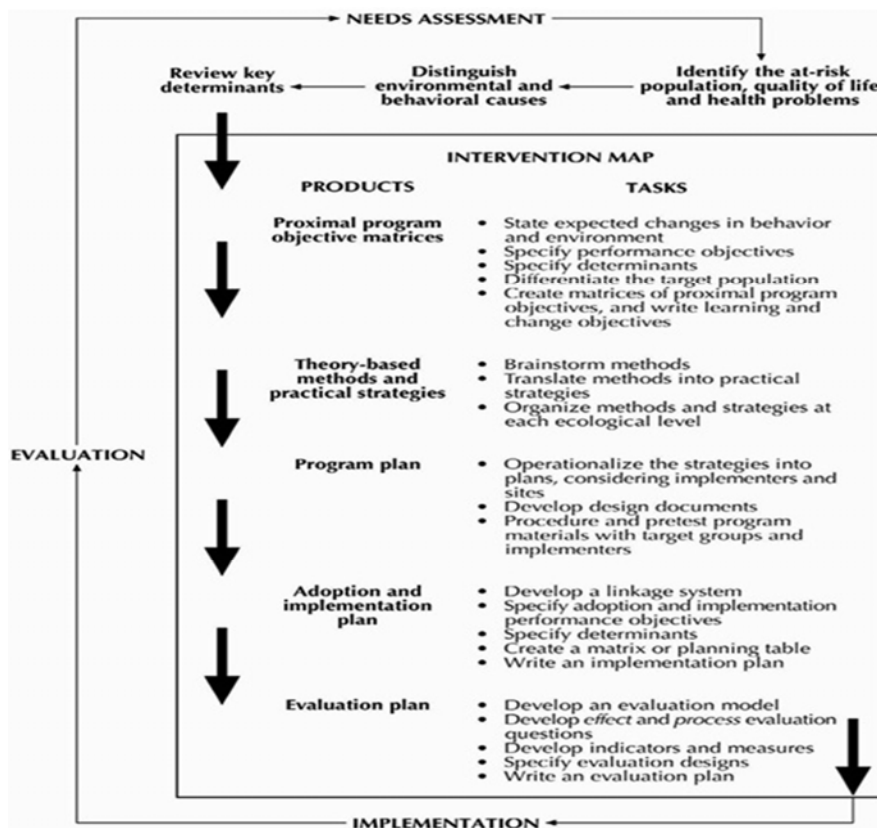 NEEDS ASSESSMENT
Review key
determinants
Distinguish
environmental and
behavioral causes
Identify the at-risk
population, quality of life
and health problems
INTERVENTION MAP
PRODUCTS
TASKS
Proximal program
objective matrices
• State expected changes in behavior
and environment
• Specify performance objectives
• Specify determinants
• Differentiate the target population
• Create matrices of proximal program
objectives, and write learning and
change objectives
Theory-based
methods and
practical strategies
• Brainstorm methods
• Translate methods into practical
strategies
• Organize methods and strategies at
each ecological level
EVALUATION
Program plan
• Operationalize the strategies into
plans, considering implementers and
sites
• Develop design documents
• Procedure and pretest program
materials with target groups and
implementers
Adoption and
implementation
plan
• Develop a linkage system
• Specify adoption and implementation
performance objectives
• Specify determinants
• Create a matrix or planning table
• Write an implementation plan
Evaluation plan
• Develop an evaluation model
• Develop effect and process evaluation
questions
• Develop indicators and measures
• Specify evaluation designs
• Write an evaluation plan
IMPLEMENTATION